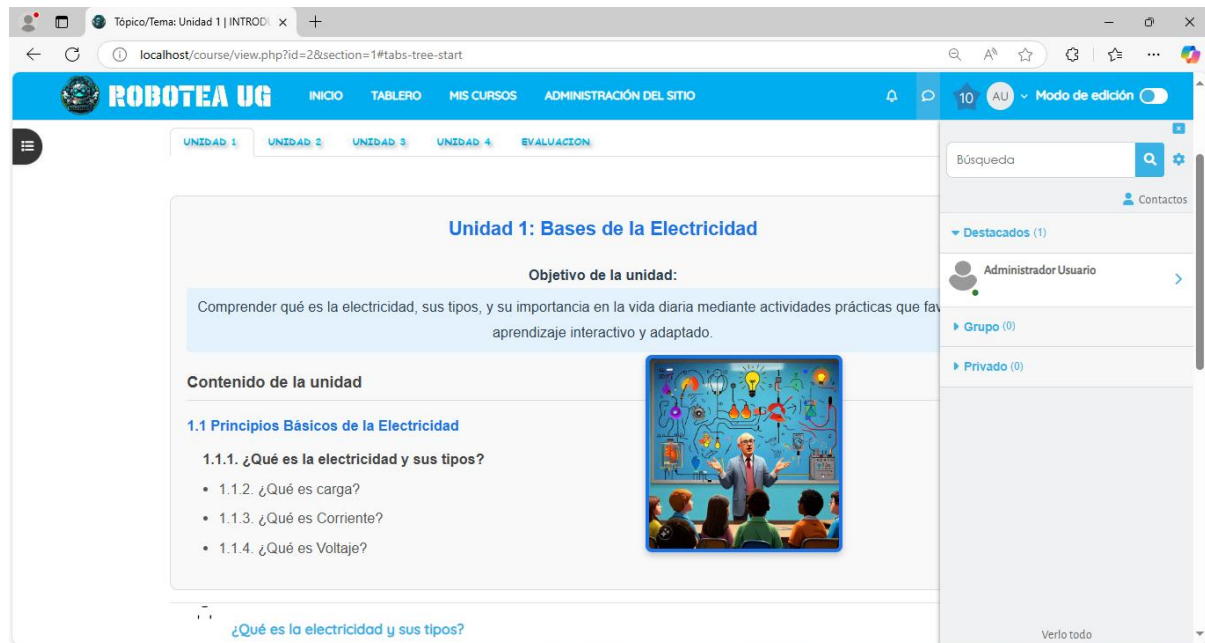 Tópico/Tema: Unidad 1 | INTRODU
localhost/course/view.php?id=2&section=1#tabs-tree-start
ROBOTEA UG
INICIO TABLERO MIS CURSOS ADMINISTRACIÓN DEL SITIO
10 AU Modo de edición
UNIDAD 1 UNIDAD 2 UNIDAD 3 UNIDAD 4 EVALUACION
Unidad 1: Bases de la Electricidad
Objetivo de la unidad:
Comprender qué es la electricidad, sus tipos, y su importancia en la vida diaria mediante actividades prácticas que fav
aprendizaje interactivo y adaptado.
Contenido de la unidad
1.1 Principios Básicos de la Electricidad
1.1.1. ¿Qué es la electricidad y sus tipos?
• 1.1.2. ¿Qué es carga?
• 1.1.3. ¿Qué es Corriente?
• 1.1.4. ¿Qué es Voltaje?
¿Qué es la electricidad y sus tipos?
Búsqueda
Contactos
Destacados (1)
Administrador Usuario
Grupo (0)
Privado (0)
Verlo todo